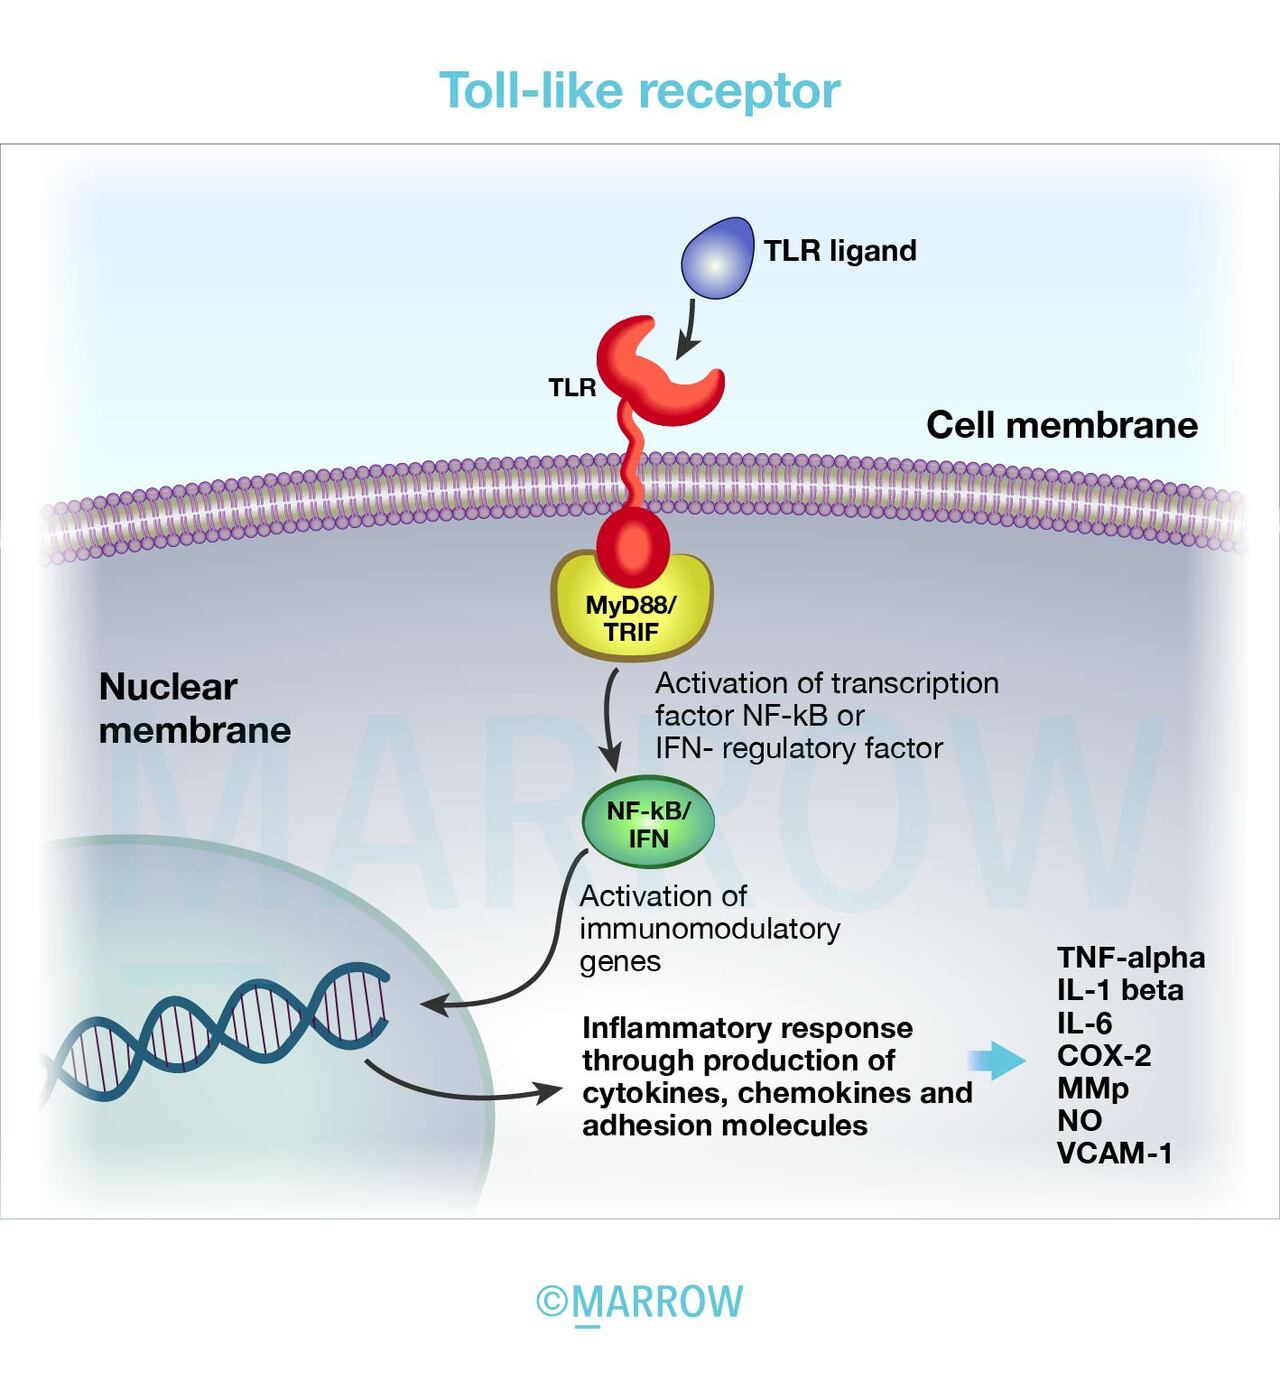 Toll-like receptor
TLR ligand
TLR
Cell membrane
MyD88/
TRIF
Nuclear
membrane
Activation of transcription
factor NF-kB or
IFN- regulatory factor
MARROW
NF-kB/
IFN
Activation of
immunomodulatory
genes
Inflammatory response
through production of
cytokines, chemokines and
adhesion molecules
TNF-alpha
IL-1 beta
IL-6
COX-2
MMp
NO
VCAM-1
©MARROW